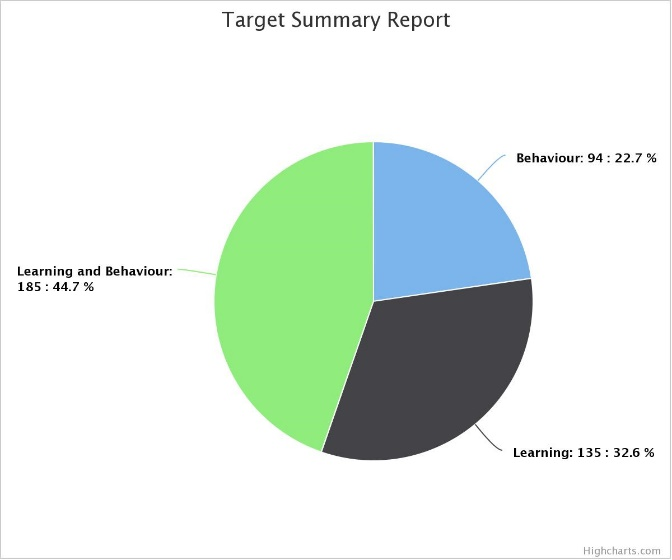 Target Summary Report
Behaviour: 94 : 22.7 %
Learning and Behaviour:
185 : 44.7 %
Learning: 135 : 32.6 %
Highcharts.com